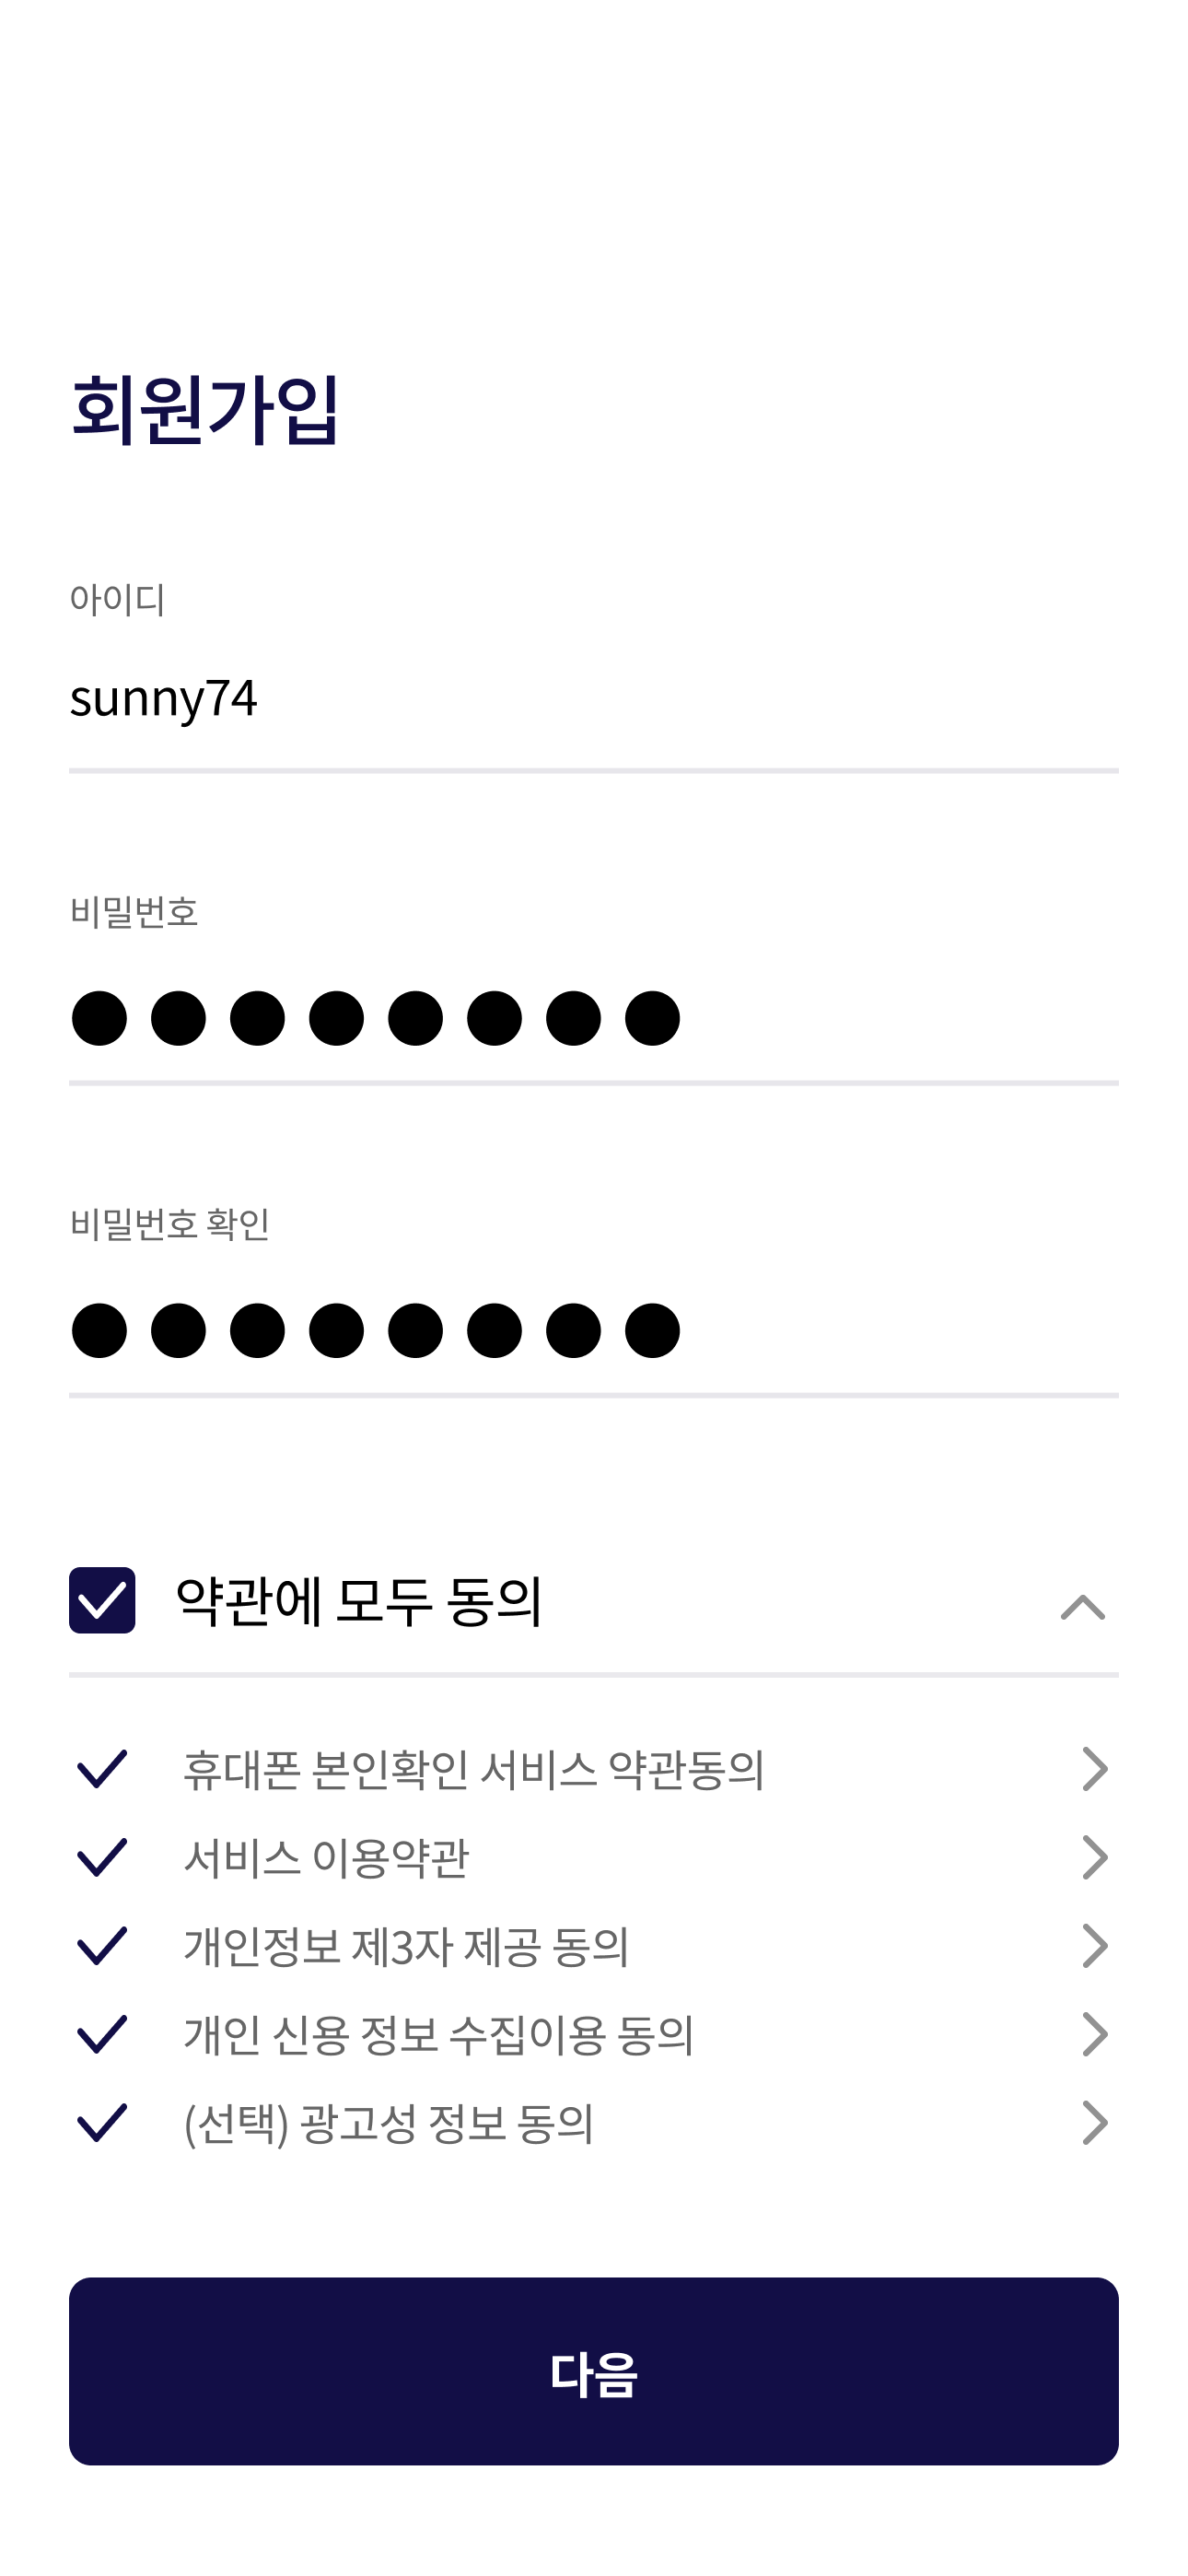 회원가입
아이디
sunny74
비밀번호
비밀번호 확인
약관에 모두 동의
휴대폰 본인확인 서비스 약관동의
서비스 이용약관
개인정보 제3자 제공 동의
개인 신용 정보 수집이용 동의
(선택) 광고성 정보 동의
다음